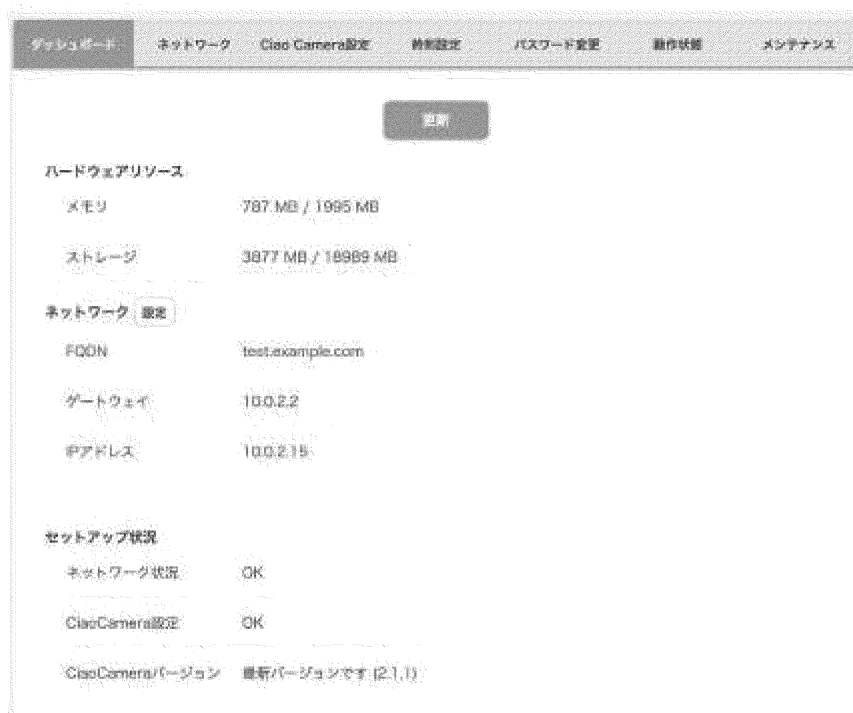 ダッシュボード ネットワーク Ciao Camera設定 時刻設定 パスワード変更 動作状態 メンテナンス
更新
ハードウェアリソース
メモリ 787 MB / 1995 MB
ストレージ 3877 MB / 18989 MB
ネットワーク 設定
FQDN test.example.com
ゲートウェイ 10.0.2.2
IPアドレス 10.0.2.15
セットアップ状況
ネットワーク状況 OK
CiaoCamera設定 OK
CiaoCameraバージョン 最新バージョンです (2.1.1)